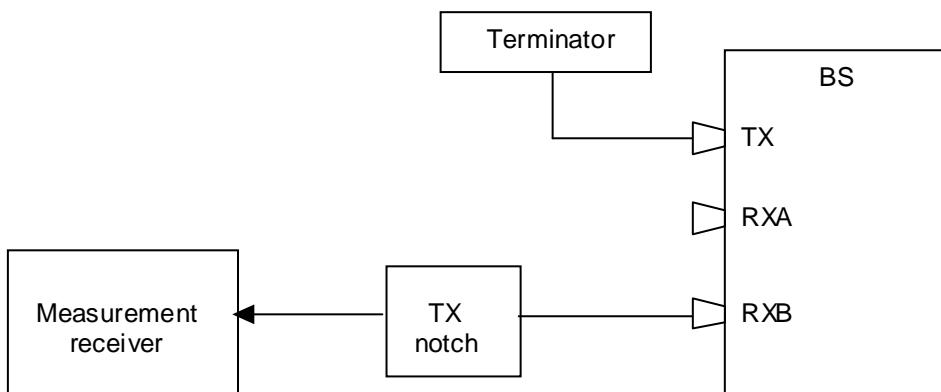 Terminator
BS
TX
RXA
RXB
Measurement
receiver
TX
notch